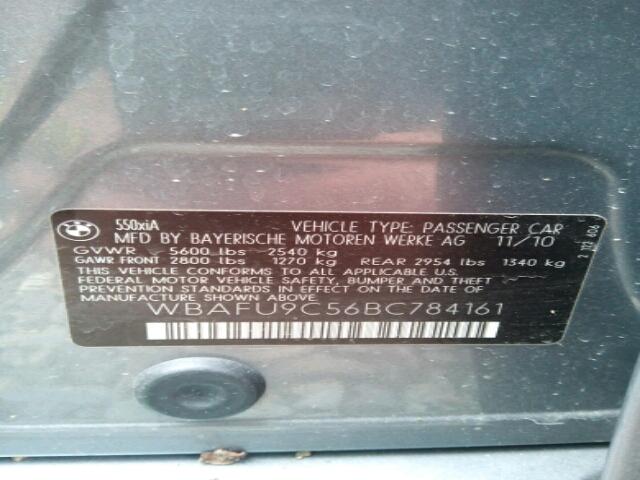 550xiA VEHICLE TYPE: PASSENGER CAR
MFD BY BAYERISCHE MOTOREN WERKE AG 11/10
GVWR 5600 lbs 2540 kg
GAWR FRONT 2800 lbs 1270 kg REAR 2954 lbs 1340 kg
THIS VEHICLE CONFORMS TO ALL APPLICABLE U.S.
FEDERAL MOTOR VEHICLE SAFETY, BUMPER AND THEFT
PREVENTION STANDARDS IN EFFECT ON THE DATE OF
MANUFACTURE SHOWN ABOVE.
WBAFU9C56BC784161